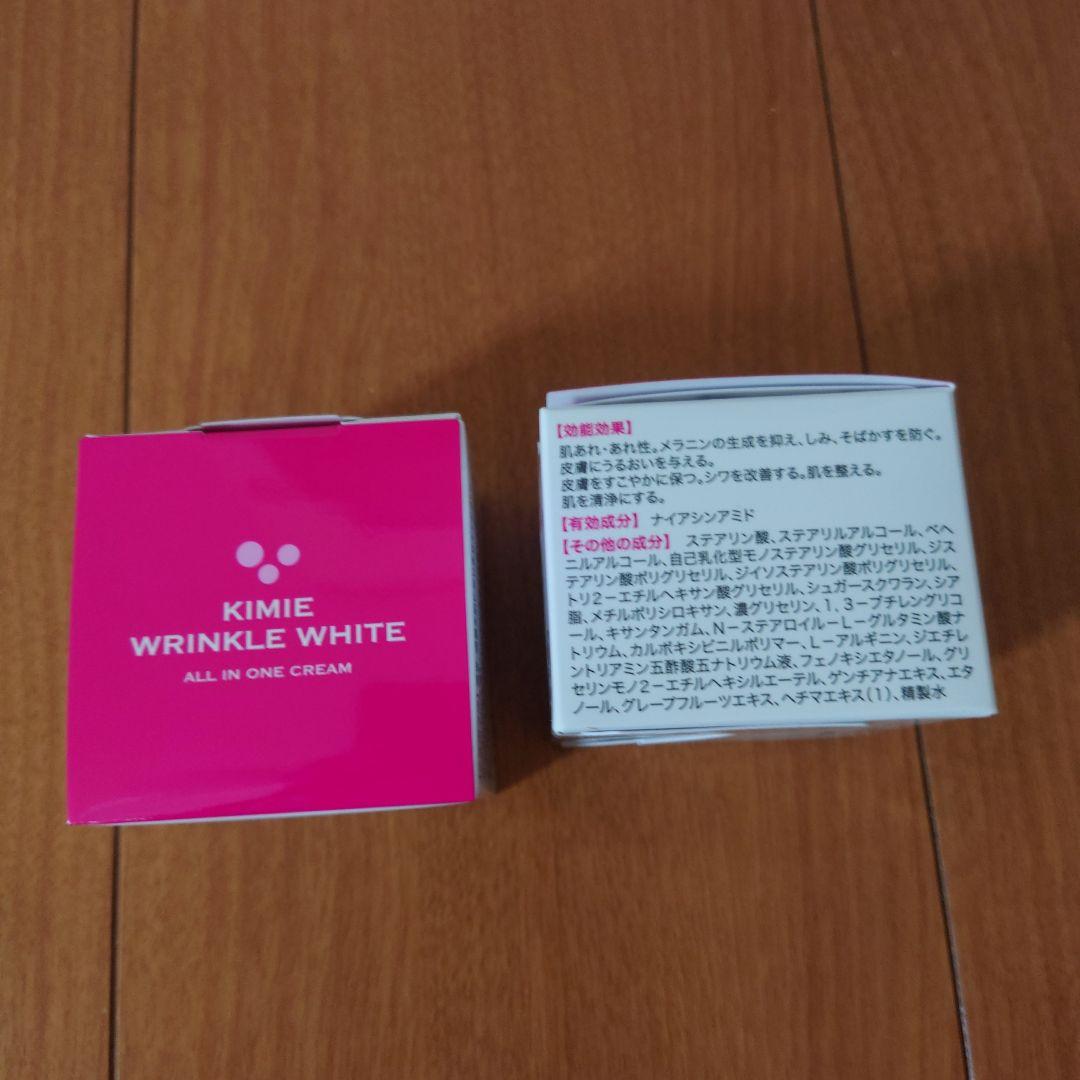 KIMIE
WRINKLE WHITE
ALL IN ONE CREAM
【効能効果】
肌あれ・あれ性。メラニンの生成を抑え、しみ、そばかすを防ぐ。
皮膚にうるおいを与える。
皮膚をすこやかに保つ。シワを改善する。肌を整える。
肌を清浄にする。
【有効成分】 ナイアシンアミド
【その他の成分】 ステアリン酸、ステアリルアルコール、ベヘ
ニルアルコール、自己乳化型モノステアリン酸グリセリル、ジス
テアリン酸ポリグリセリル、ジイソステアリン酸ポリグリセリル、
トリ2－エチルヘキサン酸グリセリル、シュガースクワラン、シア
脂、メチルポリシロキサン、濃グリセリン、1，3－ブチレングリコ
ール、キサンタンガム、N－ステアロイル－L－グルタミン酸ナ
トリウム、カルボキシビニルポリマー、L－アルギニン、ジエチレ
ントリアミン五酢酸五ナトリウム液、フェノキシエタノール、グリ
セリンモノ2－エチルヘキシルエーテル、ゲンチアナエキス、エタ
ノール、グレープフルーツエキス、ヘチマエキス（1）、精製水